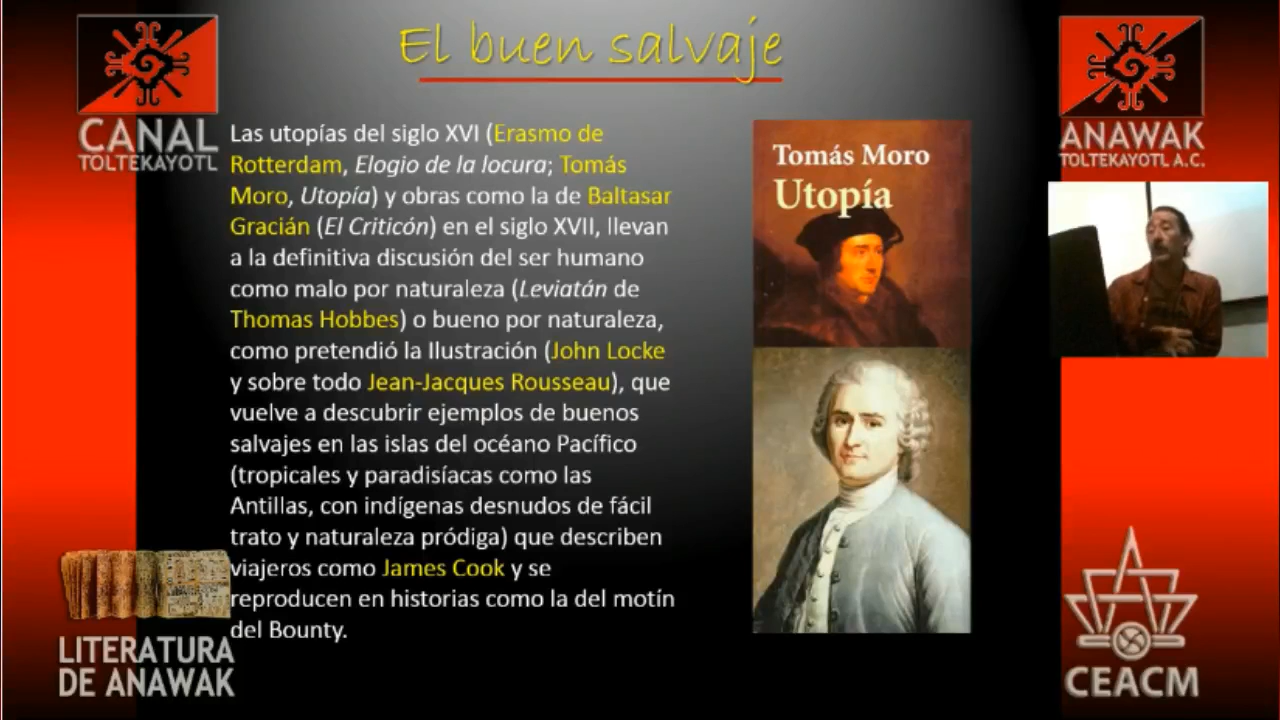 El buen salvaje
CANAL
TOLTEKAYOTL
ANAWAK
TOLTEKAYOTL A.C.
Las utopías del siglo XVI (Erasmo de
Rotterdam, Elogio de la locura; Tomás
Moro, Utopía) y obras como la de Baltasar
Gracián (El Criticón) en el siglo XVII, llevan
a la definitiva discusión del ser humano
como malo por naturaleza (Leviatán de
Thomas Hobbes) o bueno por naturaleza,
como pretendió la Ilustración (John Locke
y sobre todo Jean-Jacques Rousseau), que
vuelve a descubrir ejemplos de buenos
salvajes en las islas del océano Pacífico
(tropicales y paradisíacas como las
Antillas, con indígenas desnudos de fácil
trato y naturaleza pródiga) que describen
viajeros como James Cook y se
reproducen en historias como la del motín
del Bounty.
Tomás Moro
Utopía
LITERATURA
DE ANAWAK
CEACM